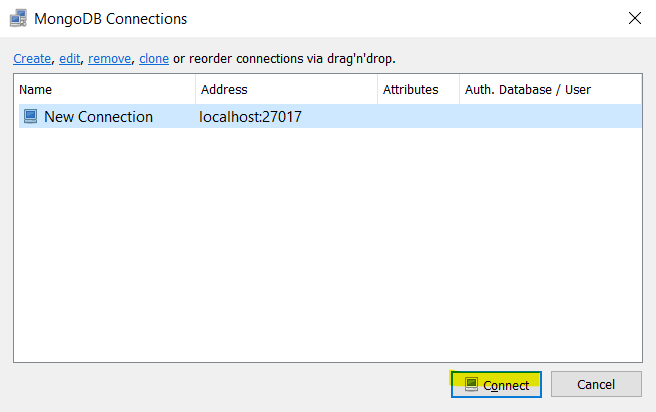 MongoDB Connections
Create, edit, remove, clone or reorder connections via drag'n'drop.
Name Address Attributes Auth. Database / User
New Connection localhost:27017
Connect Cancel